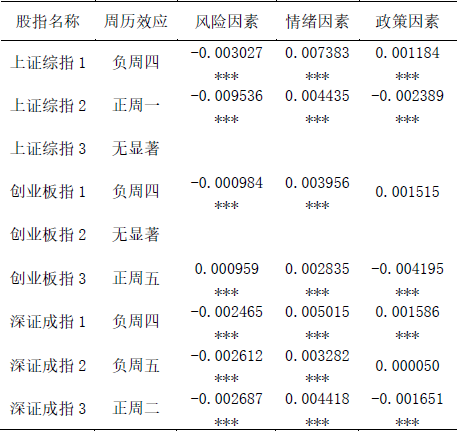 股指名称 周历效应 风险因素 情绪因素 政策因素
上证综指1 负周四 -0.003027 *** 0.007383 *** 0.001184 ***
上证综指2 正周一 -0.009536 *** 0.004435 *** -0.002389 ***
上证综指3 无显著
创业板指1 负周四 -0.000984 *** 0.003956 *** 0.001515
创业板指2 无显著
创业板指3 正周五 0.000959 *** 0.002835 *** -0.004195 ***
深证成指1 负周四 -0.002465 *** 0.005015 *** 0.001586 ***
深证成指2 负周五 -0.002612 *** 0.003282 *** 0.000050
深证成指3 正周二 -0.002687 *** 0.004418 *** -0.001651 ***